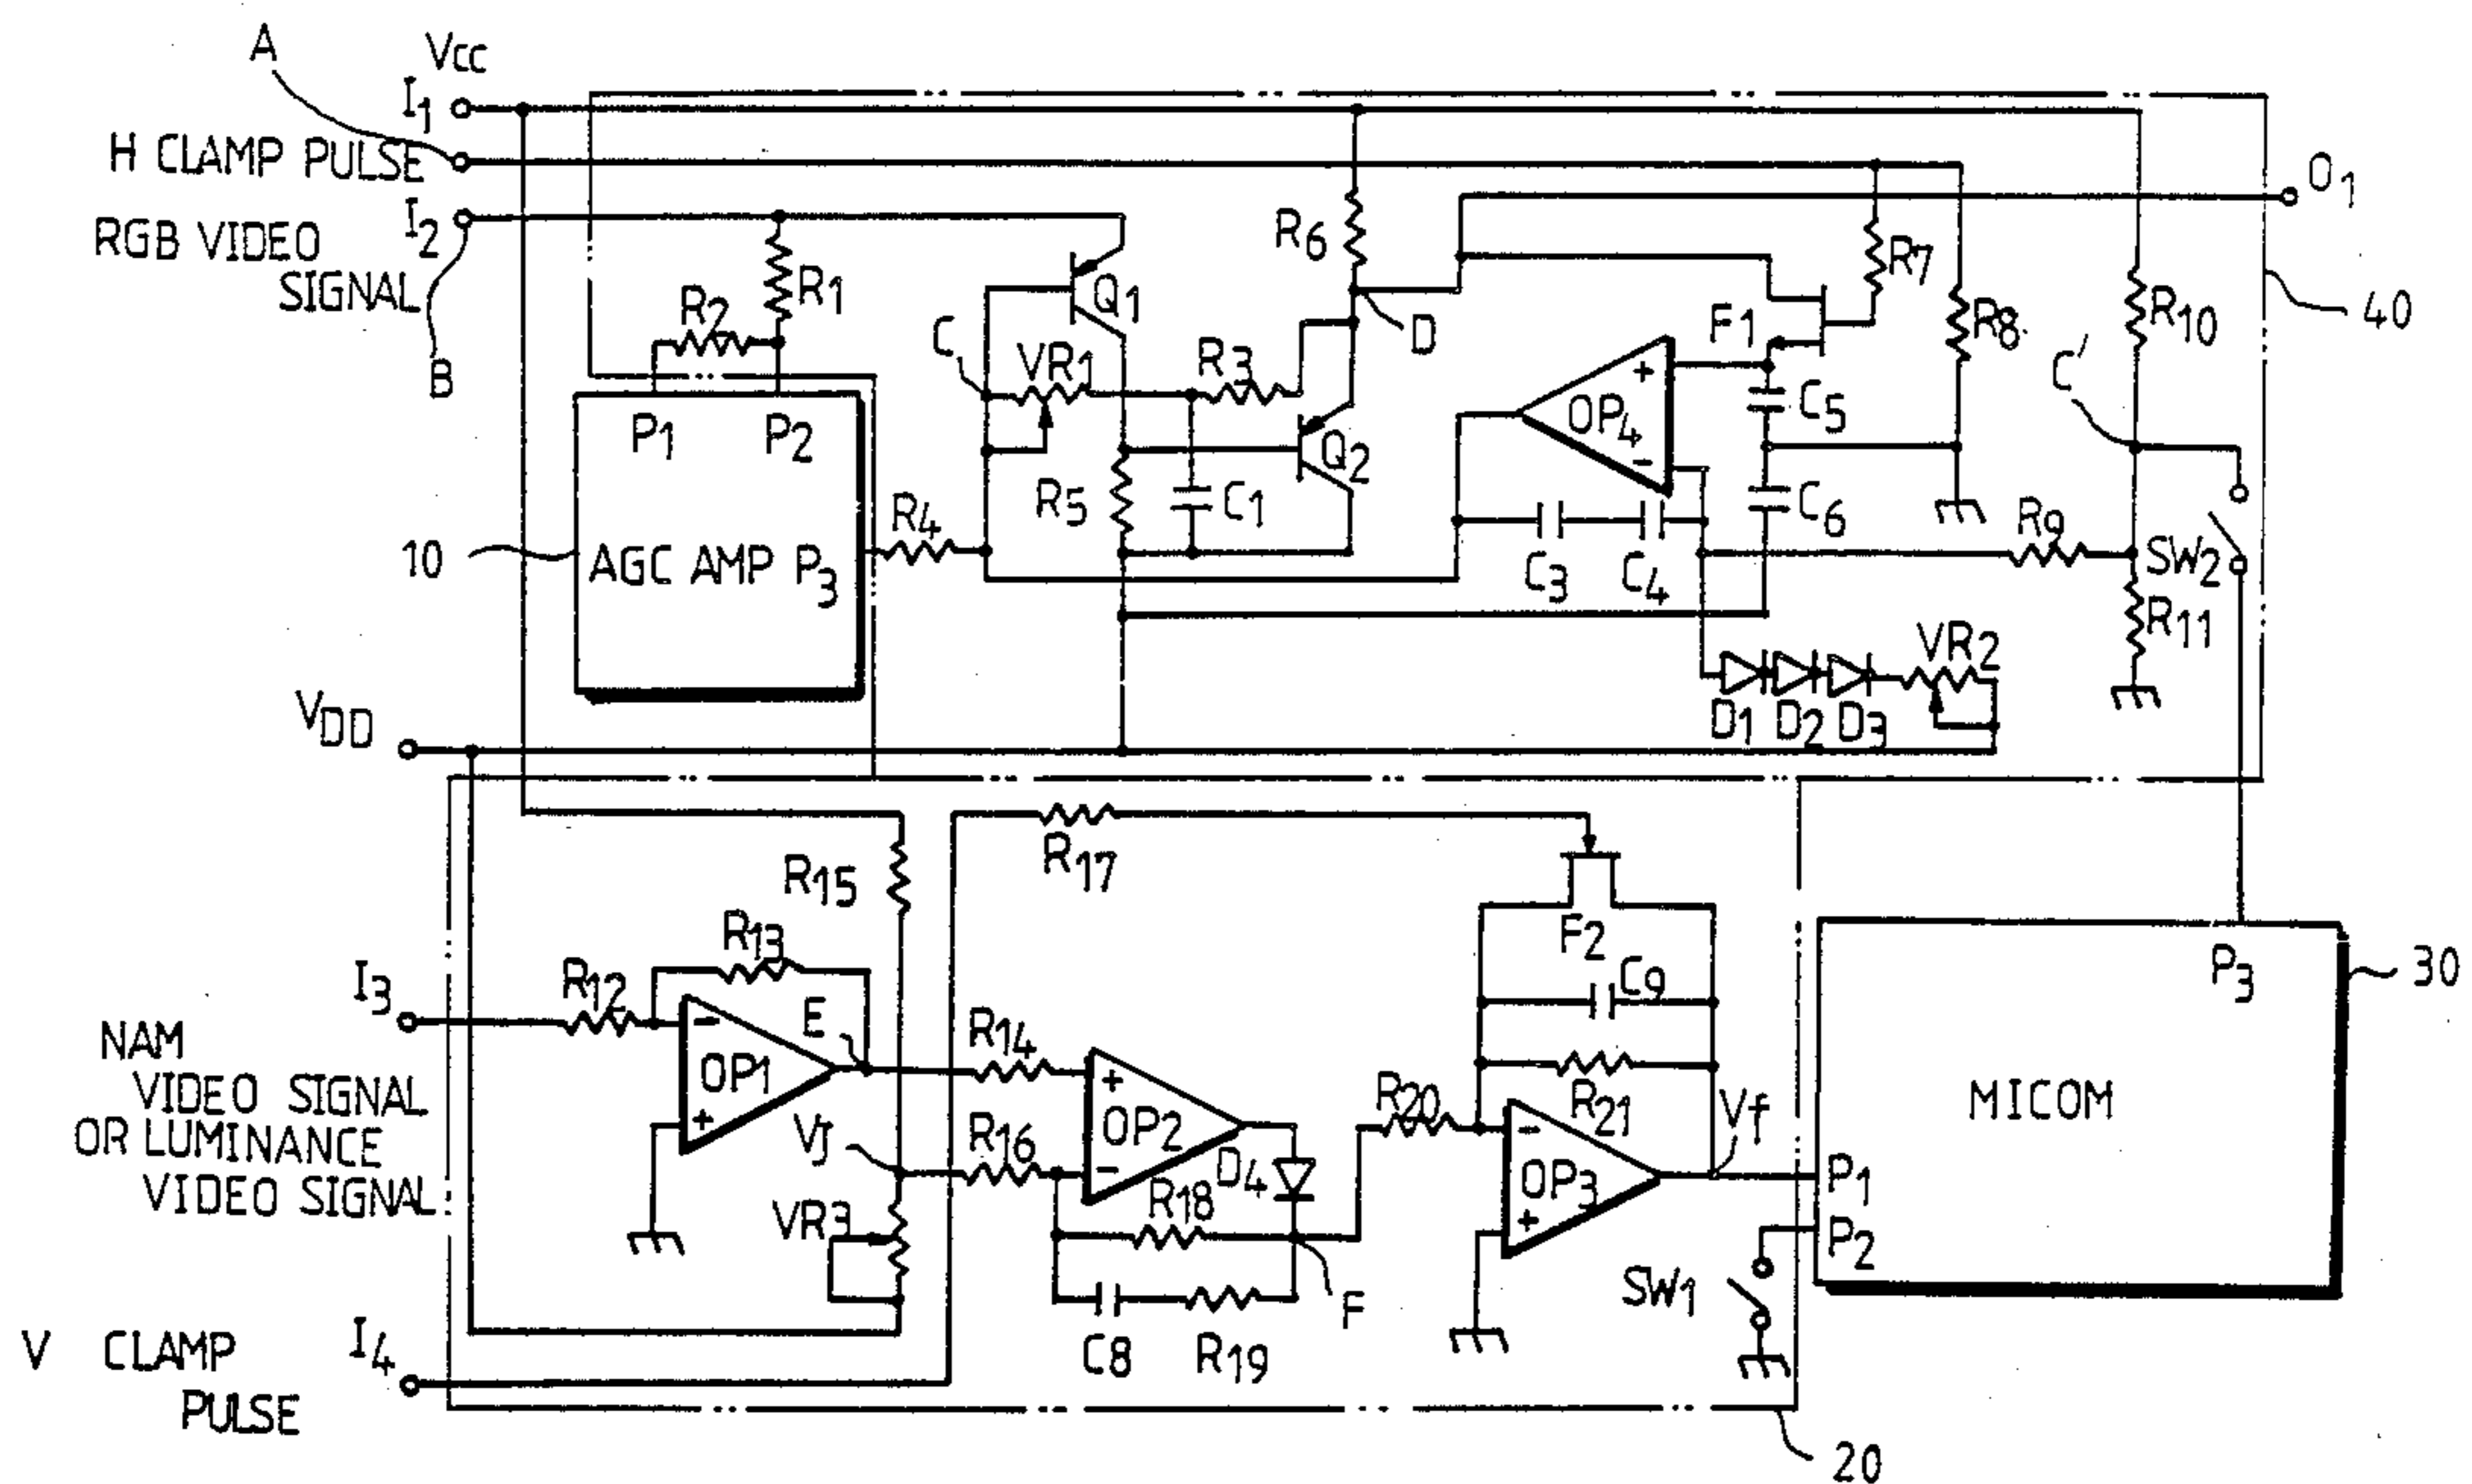 A
Vcc
I1
H CLAMP PULSE
I2
RGB VIDEO
SIGNAL
B
O1
40
R6
R7
R8
R10
R1
R2
Q1
F1
D
C
VR1
R3
C'
P1 P2
OP4
+
-
C5
Q2
R5
C1
C6
R4
R9
10
AGC AMP P3
C3 C4
SW2
R11
VR2
D1 D2 D3
VDD
R17
R15
F2
R13
R12
I3
E
C9
P3
30
NAM
VIDEO SIGNAL
OR LUMINANCE
VIDEO SIGNAL
-
OP1
+
R14
+
OP2
-
R20
R21
Vf
MICOM
Vj
R16
D4
-
OP3
+
P1
P2
VR3
R18
SW1
F
C8 R19
V CLAMP
PULSE
I4
20